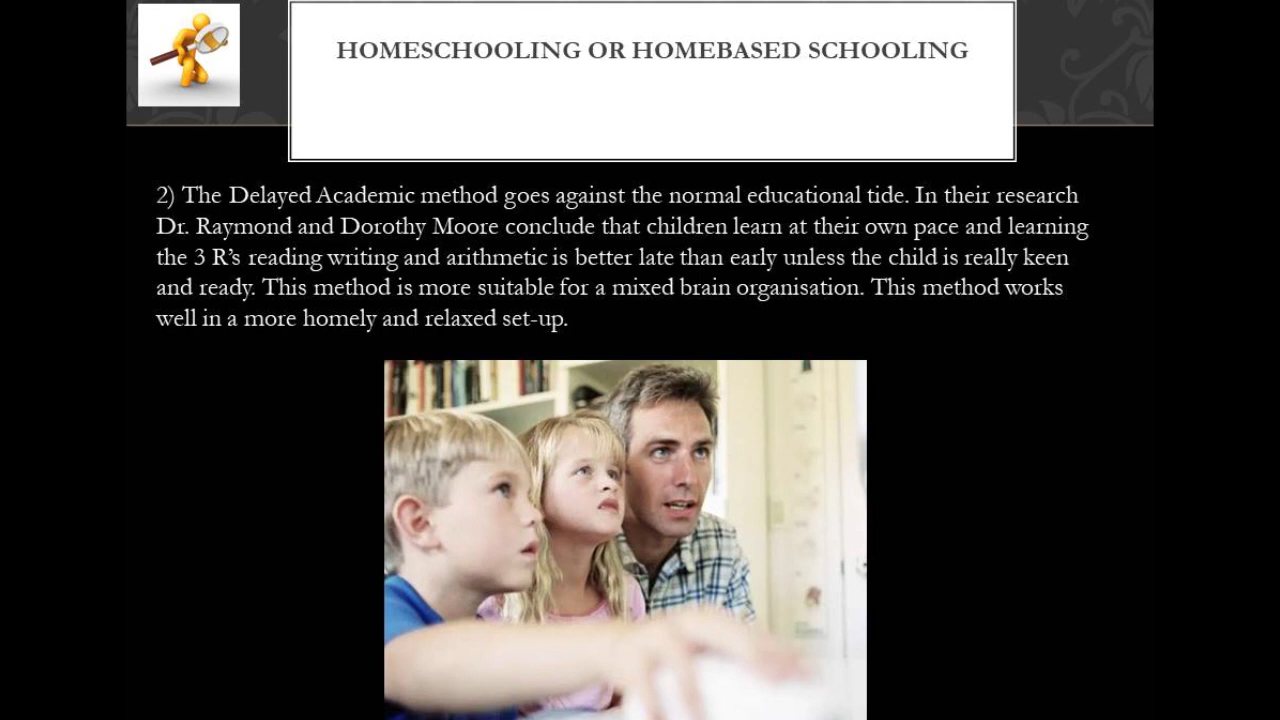 HOMESCHOOLING OR HOMEBASED SCHOOLING
2) The Delayed Academic method goes against the normal educational tide. In their research
Dr. Raymond and Dorothy Moore conclude that children learn at their own pace and learning
the 3 R’s reading writing and arithmetic is better late than early unless the child is really keen
and ready. This method is more suitable for a mixed brain organisation. This method works
well in a more homely and relaxed set-up.